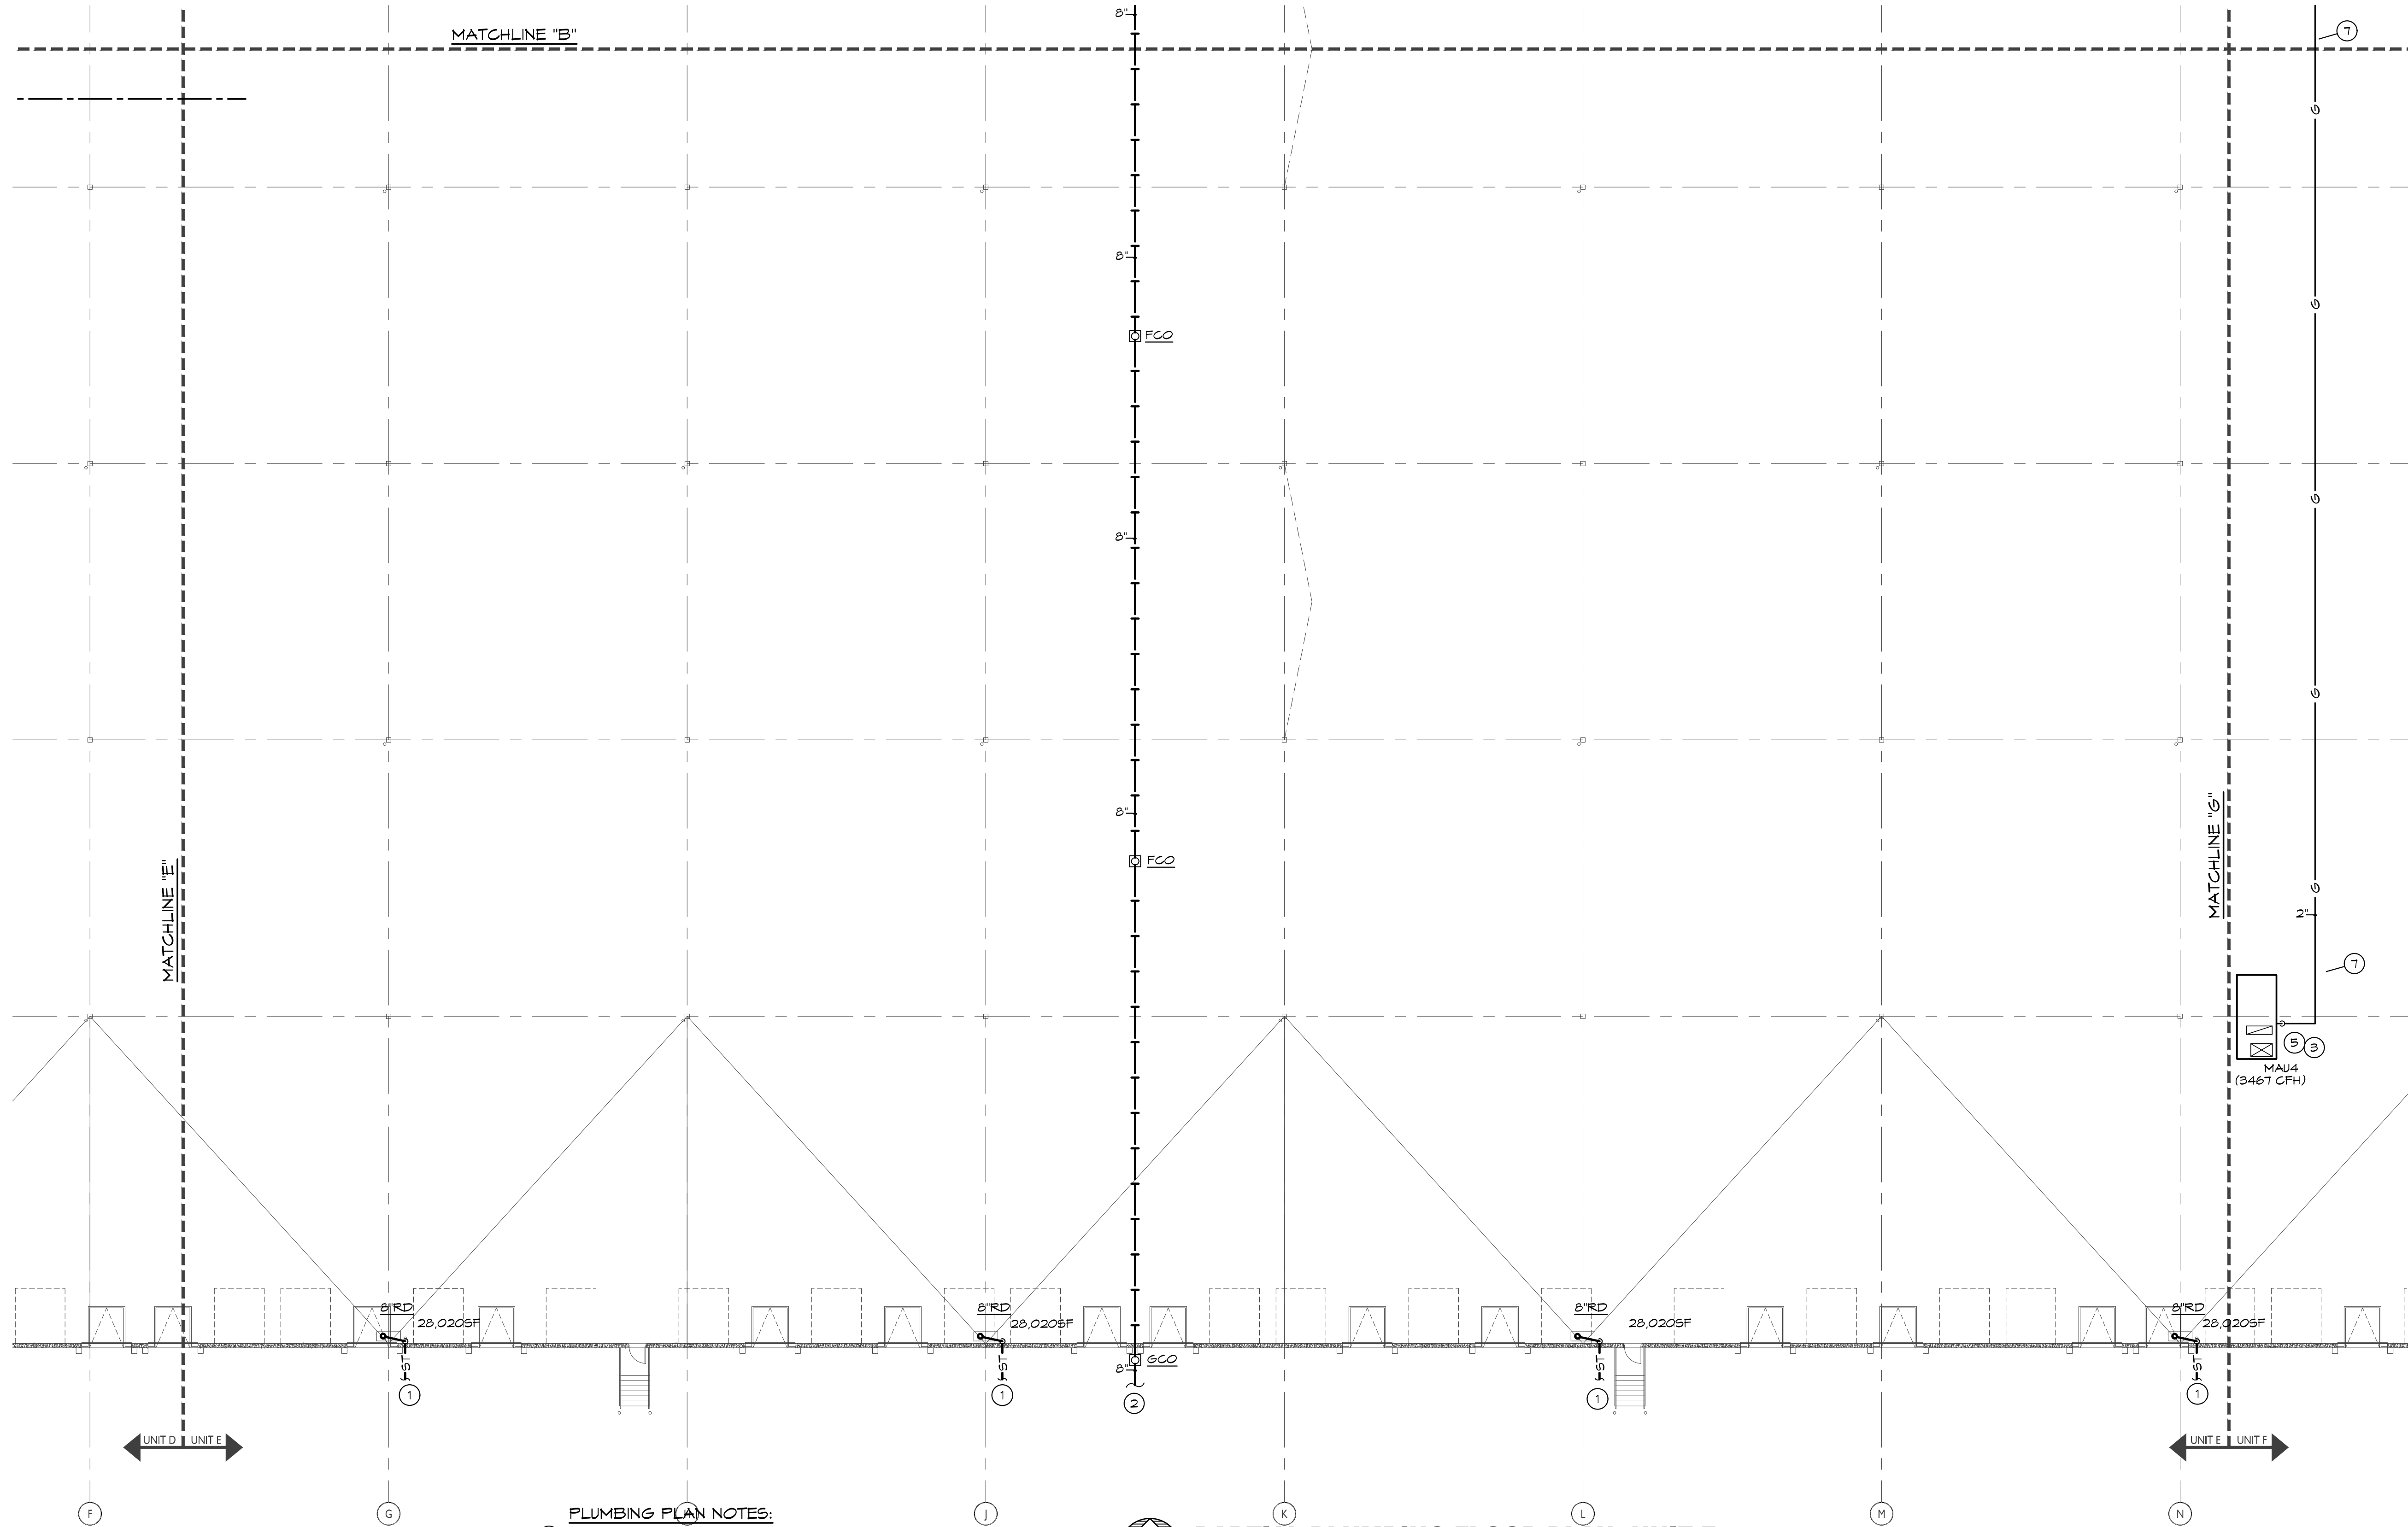 8"
MATCHLINE "B"
7
G
8"
G
FCO
G
8"
G
8"
MATCHLINE "G"
FCO
MATCHLINE "E"
G
2"
7
5
3
MAU4
(3467 CFH)
8"RD
28,020SF
8"RD
28,020SF
8"RD
28,020SF
8"RD
28,020SF
ST
ST
GCO
8"
ST
ST
1
1
2
1
1
UNIT D
UNIT E
UNIT E
UNIT F
F
G
J
K
L
M
N
PLUMBING PLAN NOTES: